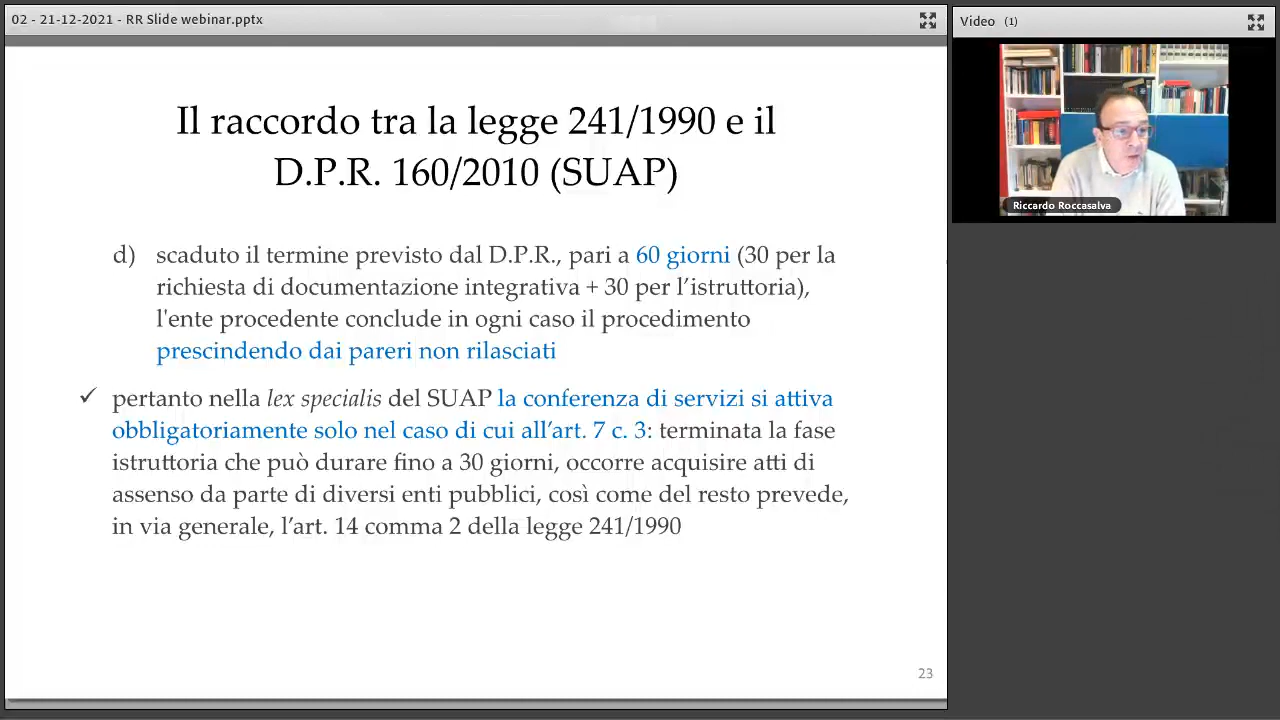 02 - 21-12-2021 - RR Slide webinar.pptx
Video (1)
Riccardo Roccasalva
Il raccordo tra la legge 241/1990 e il
D.P.R. 160/2010 (SUAP)
d) scaduto il termine previsto dal D.P.R., pari a 60 giorni (30 per la
richiesta di documentazione integrativa + 30 per l’istruttoria),
l'ente procedente conclude in ogni caso il procedimento
prescindendo dai pareri non rilasciati
✓ pertanto nella lex specialis del SUAP la conferenza di servizi si attiva
obbligatoriamente solo nel caso di cui all’art. 7 c. 3: terminata la fase
istruttoria che può durare fino a 30 giorni, occorre acquisire atti di
assenso da parte di diversi enti pubblici, così come del resto prevede,
in via generale, l’art. 14 comma 2 della legge 241/1990
23